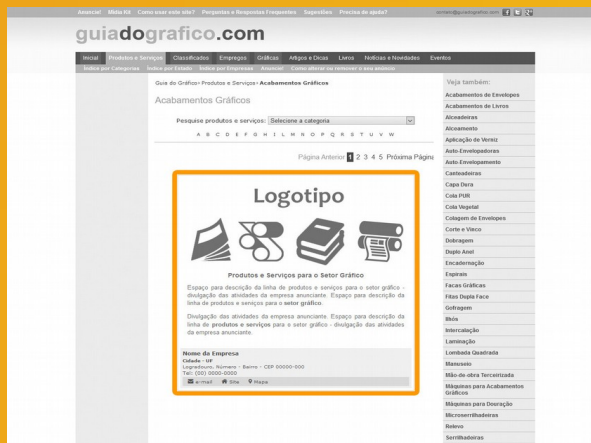 Anuncie! Mídia Kit Como usar este site? Perguntas e Respostas Frequentes Sugestões Precisa de ajuda?
contato@guiadografico.com
guiadografico.com
Inicial Produtos e Serviços Classificados Empregos Gráficas Artigos e Dicas Livros Notícias e Novidades Eventos
Índice por Categorias Índice por Estado Índice por Empresas Anunciar Como alterar ou remover o seu anúncio
Guia do Gráfico» Produtos e Serviços» Acabamentos Gráficos
Acabamentos Gráficos
Pesquise produtos e serviços: Selecione a categoria
A B C D E F G H I L M N O P Q R S T U V W
Página Anterior 1 2 3 4 5 Próxima Página
Logotipo
Produtos e Serviços para o Setor Gráfico
Espaço para descrição da linha de produtos e serviços para o setor gráfico -
divulgação das atividades da empresa anunciante. Espaço para descrição da
linha de produtos e serviços para o setor gráfico.
Divulgação das atividades da empresa anunciante. Espaço para descrição da
linha de produtos e serviços para o setor gráfico - divulgação das atividades
da empresa anunciante.
Nome da Empresa
Cidade - UF
Logradouro, Número - Bairro - CEP 00000-000
Tel: (00) 0000-0000
e-mail Site Mapa
Veja também:
Acabamentos de Envelopes
Acabamentos de Livros
Alceadeiras
Alceamento
Aplicação de Verniz
Auto-Envelopadoras
Auto-Envelopamento
Canteadeiras
Capa Dura
Cola PUR
Cola Vegetal
Colagem de Envelopes
Corte e Vinco
Dobragem
Duplo Anel
Encadernação
Espirais
Facas Gráficas
Fitas Dupla Face
Gofragem
Ilhós
Intercalação
Laminação
Lombada Quadrada
Manuseio
Mão-de-obra Terceirizada
Máquinas para Acabamentos
Gráficos
Máquinas para Douração
Microserrilhadeiras
Relevo
Serrilhadeiras